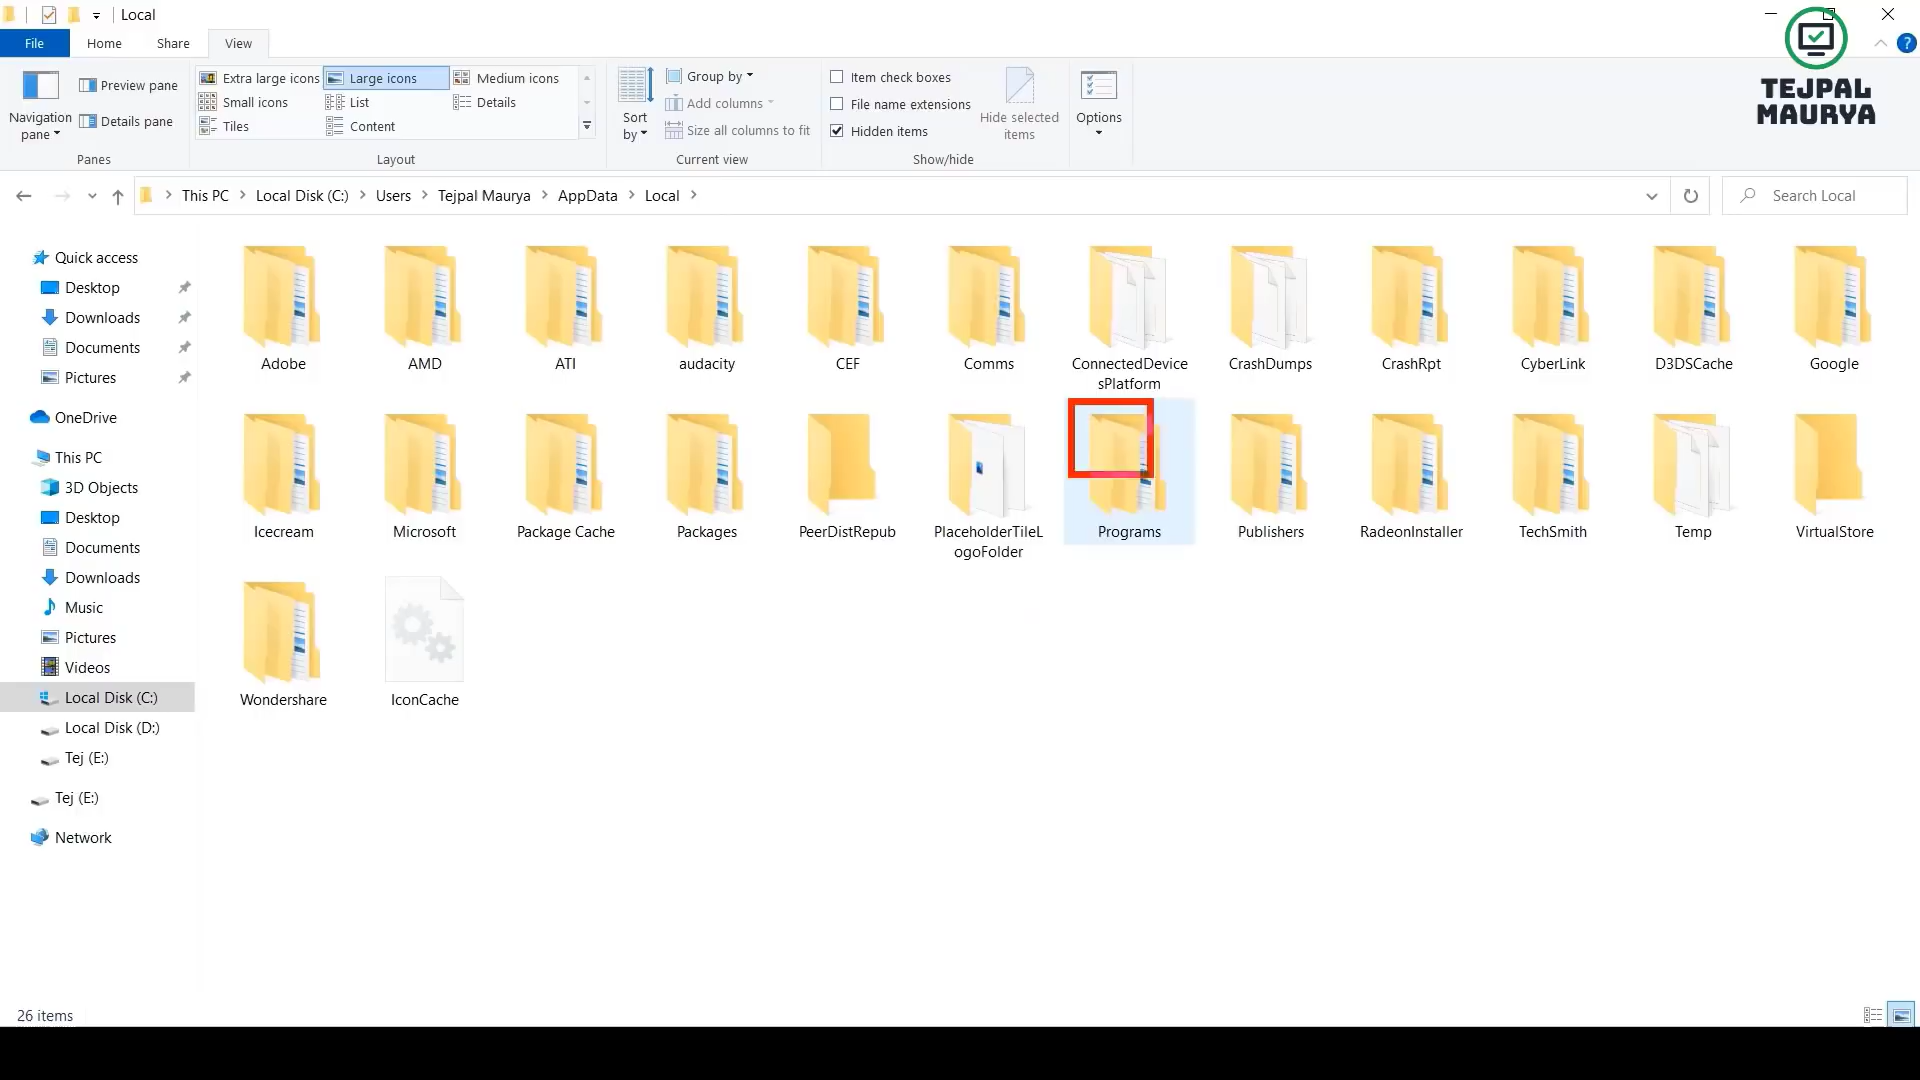 Local
File Home Share View
Navigation pane
Preview pane
Details pane
Panes
Extra large icons Large icons Medium icons
Small icons List Details
Tiles Content
Layout
Sort by
Group by
Add columns
Size all columns to fit
Current view
Item check boxes
File name extensions
Hidden items
Hide selected items
Show/hide
Options
?
TEJPAL
MAURYA
This PC Local Disk (C:) Users Tejpal Maurya AppData Local
Search Local
Quick access
Desktop
Downloads
Documents
Pictures
OneDrive
This PC
3D Objects
Desktop
Documents
Downloads
Music
Pictures
Videos
Local Disk (C:)
Local Disk (D:)
Tej (E:)
Tej (E:)
Network
Adobe AMD ATI audacity CEF Comms ConnectedDevicesPlatform CrashDumps CrashRpt CyberLink D3DSCache Google
Icecream Microsoft Package Cache Packages PeerDistRepub PlaceholderTileLogoFolder Programs Publishers RadeonInstaller TechSmith Temp VirtualStore
Wondershare IconCache
26 items